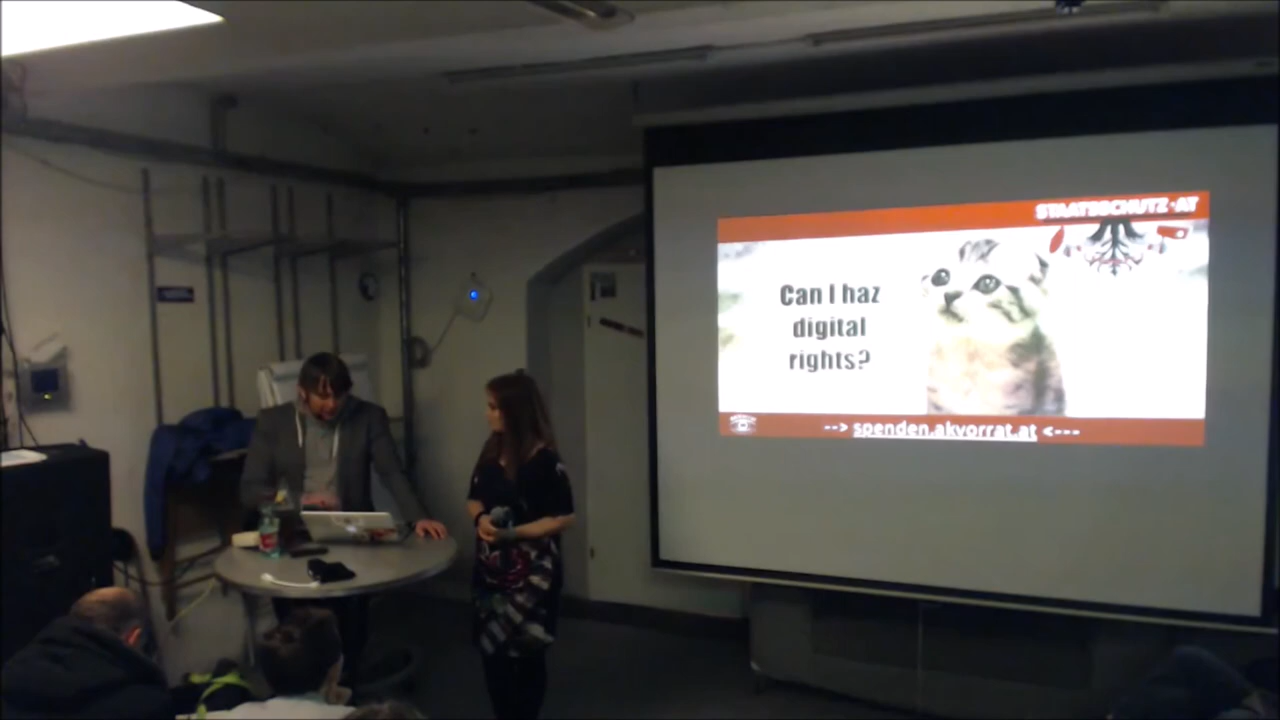 STAATSSCHUTZ·AT
Can I haz
digital
rights?
--> spenden.akvorrat.at <---